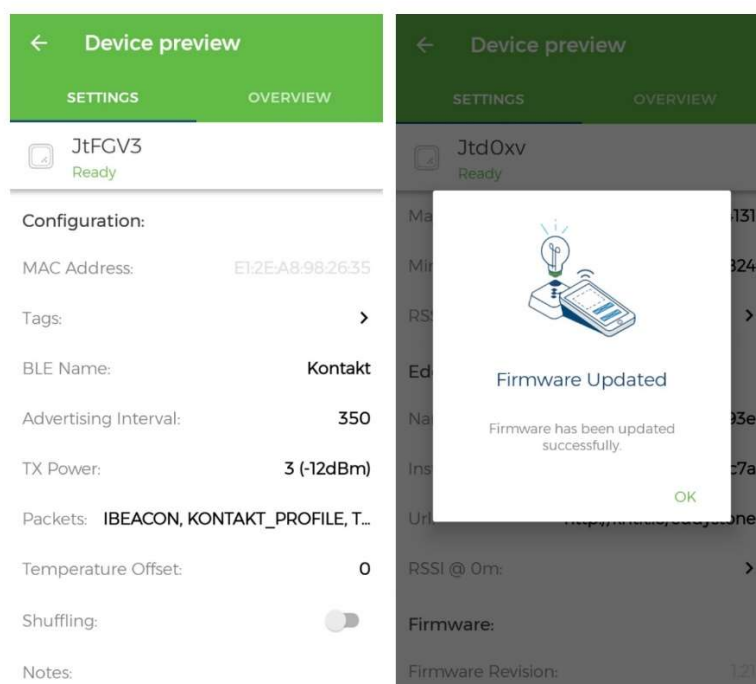 Device preview
SETTINGS
OVERVIEW
JtFGV3
Ready
Configuration:
MAC Address: E1:2E:A8:98:26:35
Tags:
BLE Name: Kontakt
Advertising Interval: 350
TX Power: 3 (-12dBm)
Packets: IBEACON, KONTAKT_PROFILE, T...
Temperature Offset: 0
Shuffling:
Notes:
Device preview
SETTINGS
OVERVIEW
Jtd0xv
Ready
Firmware Updated
Firmware has been updated
successfully.
OK
RSSI @ 0m:
Firmware:
Firmware Revision: 1.21